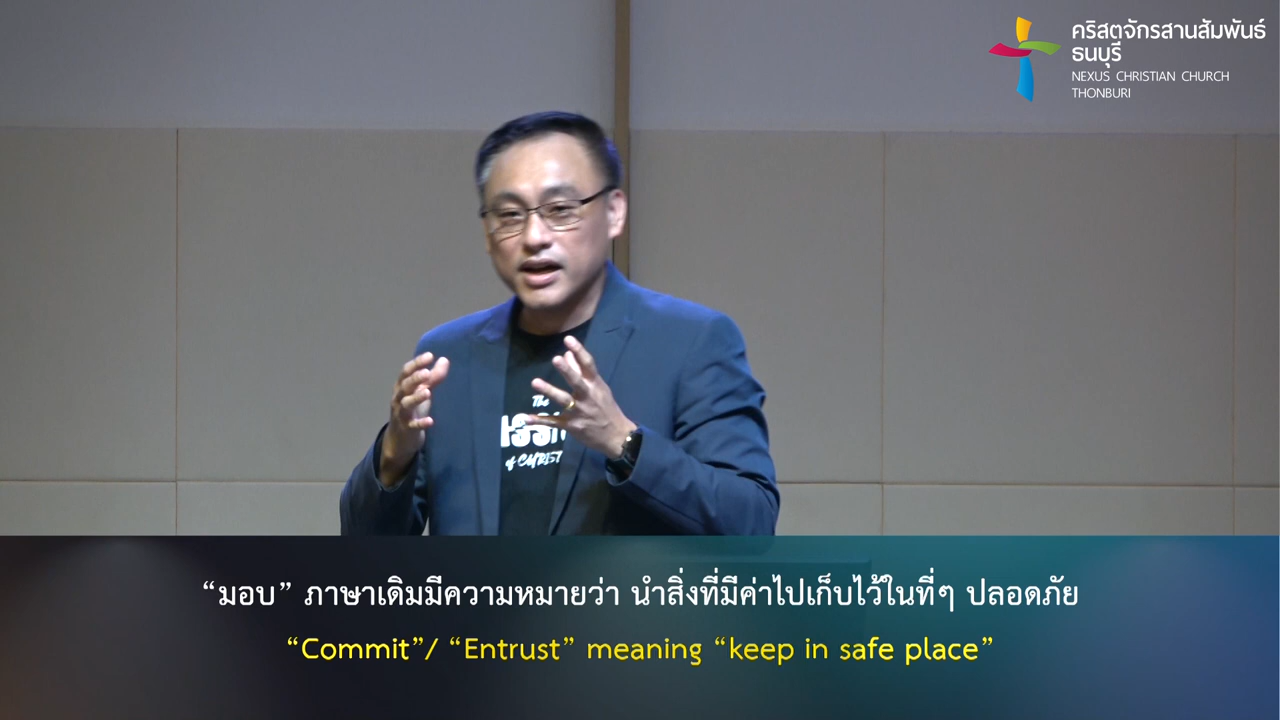 คริสตจักรสานสัมพันธ์
ธนบุรี
NEXUS CHRISTIAN CHURCH
THONBURI
The
of CHRIST
“มอบ” ภาษาเดิมมีความหมายว่า นำสิ่งที่มีค่าไปเก็บไว้ในที่ๆ ปลอดภัย
“Commit”/ “Entrust” meaning “keep in safe place”